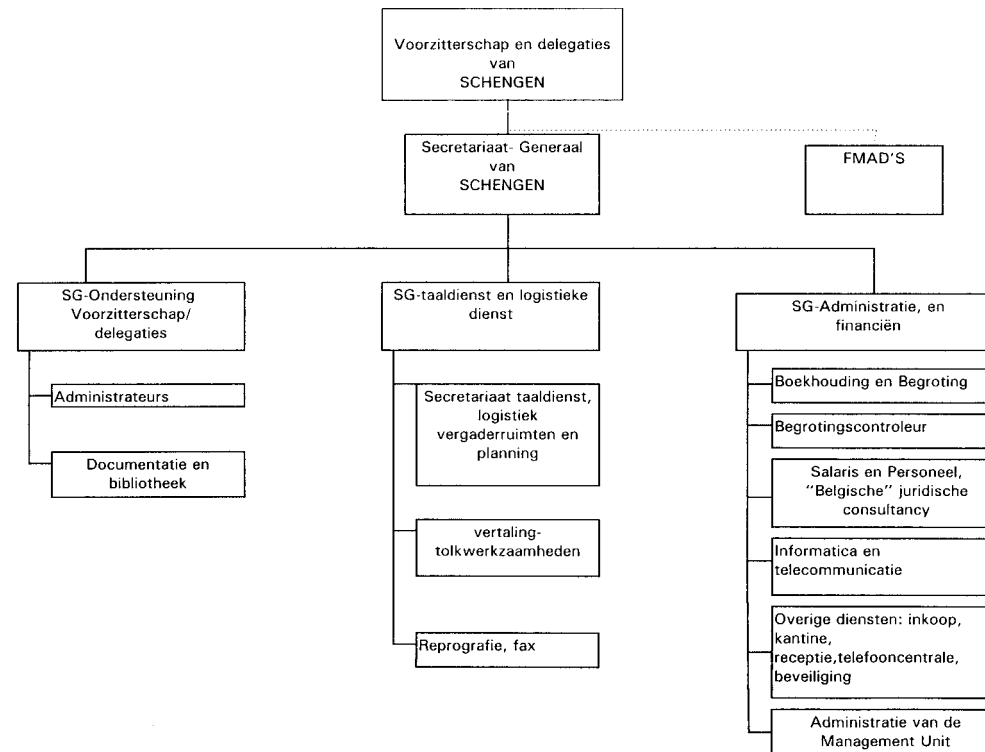 Voorzitterschap en delegaties
van
SCHENGEN
Secretariaat- Generaal
van
SCHENGEN
FMAD'S
SG-Ondersteuning
Voorzitterschap/
delegaties
Administrateurs
Documentatie en
bibliotheek
SG-taaldienst en logistieke
dienst
Secretariaat taaldienst,
logistiek
vergaderruimten en
planning
vertaling-
tolkwerkzaamheden
Reprografie, fax
SG-Administratie, en
financiën
Boekhouding en Begroting
Begrotingscontroleur
Salaris en Personeel,
"Belgische" juridische
consultancy
Informatica en
telecommunicatie
Overige diensten: inkoop,
kantine,
receptie,telefooncentrale,
beveiliging
Administratie van de
Management Unit